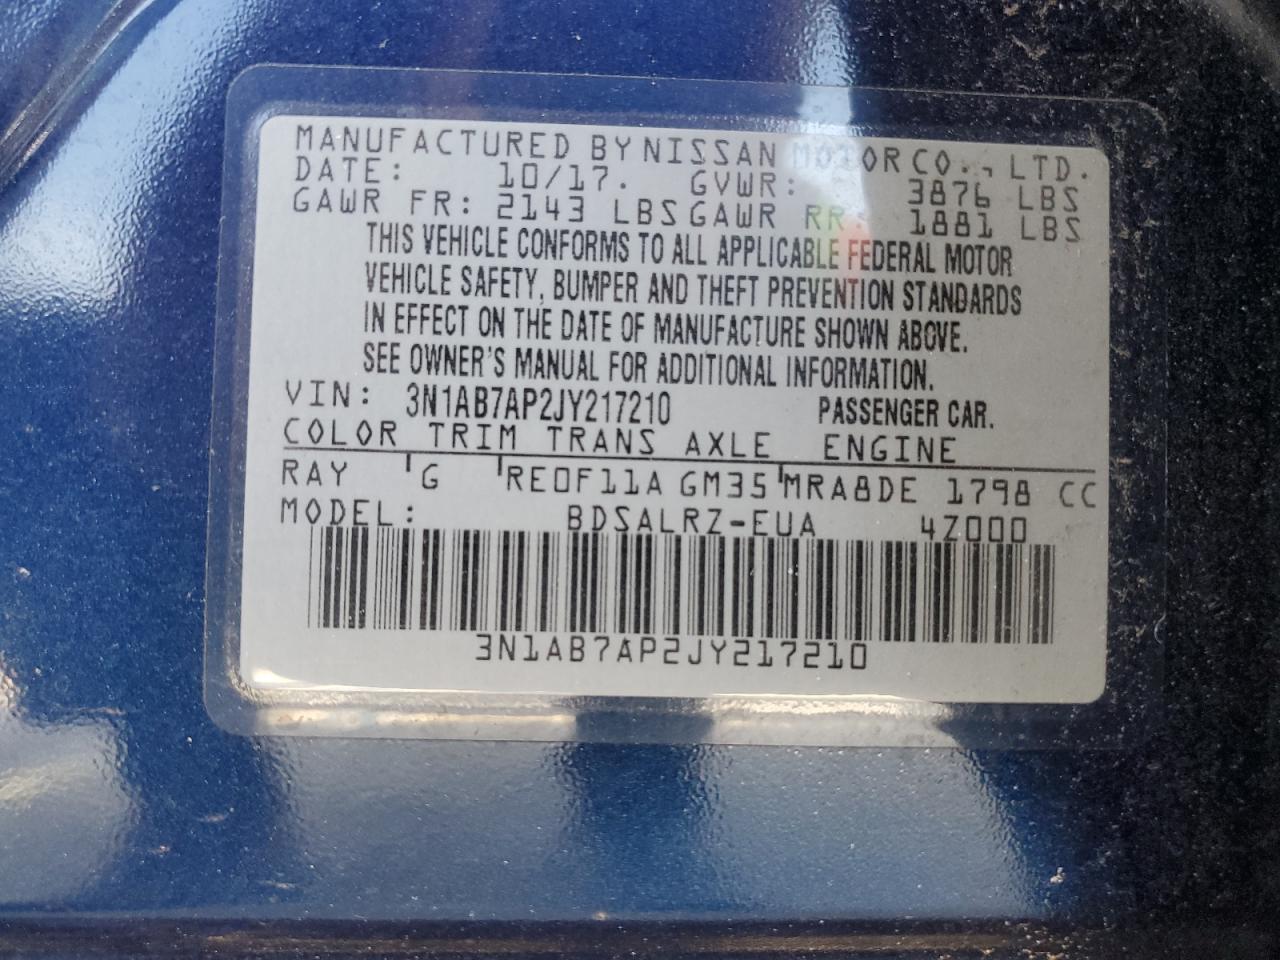 MANUFACTURED BY NISSAN MOTOR CO., LTD.
DATE: 10/17. GVWR: 3876 LBS
GAWR FR: 2143 LBS GAWR RR: 1881 LBS
THIS VEHICLE CONFORMS TO ALL APPLICABLE FEDERAL MOTOR
VEHICLE SAFETY, BUMPER AND THEFT PREVENTION STANDARDS
IN EFFECT ON THE DATE OF MANUFACTURE SHOWN ABOVE.
SEE OWNER'S MANUAL FOR ADDITIONAL INFORMATION.
VIN: 3N1AB7AP2JY217210 PASSENGER CAR.
COLOR TRIM TRANS AXLE ENGINE
RAY G RE0F11A GM35 MRA8DE 1798 CC
MODEL: BDSALRZ-EUA 4Z000
3N1AB7AP2JY217210